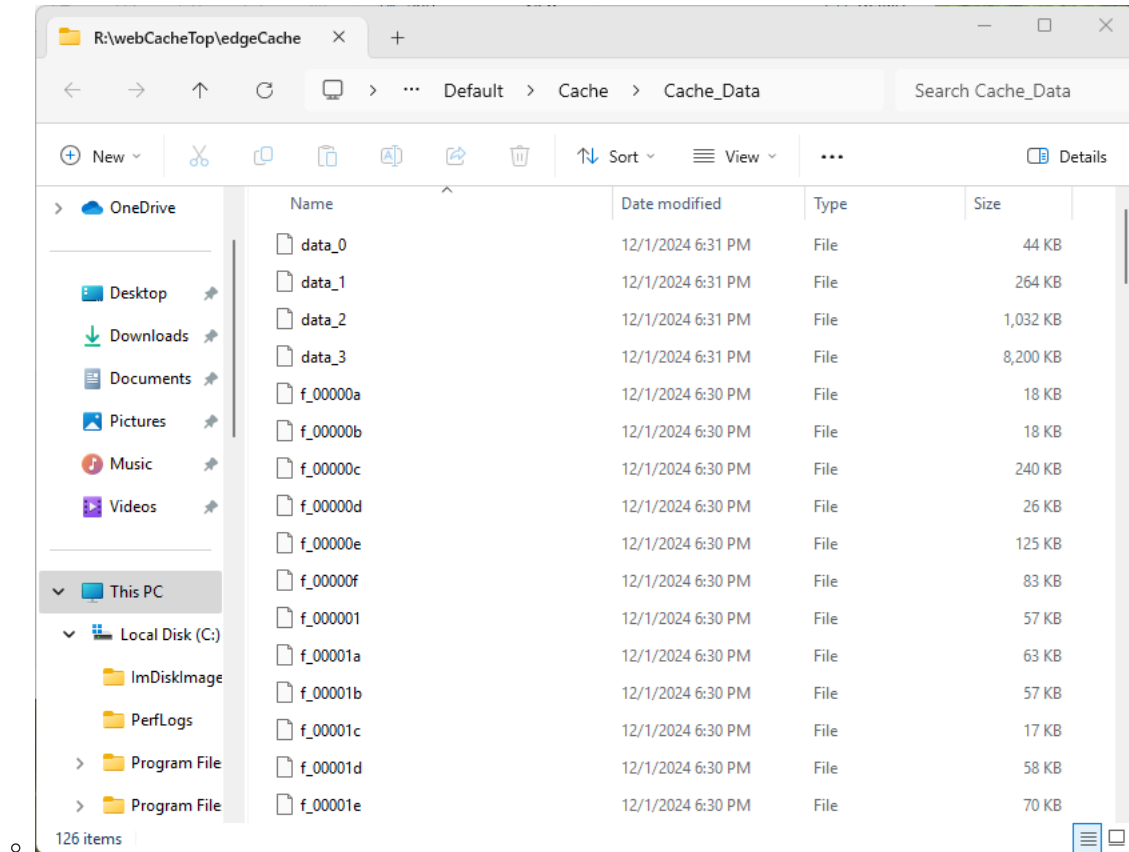 R:\webCacheTop\edgeCache
Default > Cache > Cache_Data
Search Cache_Data
New
Sort
View
Details
OneDrive
Desktop
Downloads
Documents
Pictures
Music
Videos
This PC
Local Disk (C:)
ImDiskImage
PerfLogs
Program File
Program File
Name Date modified Type Size
data_0 12/1/2024 6:31 PM File 44 KB
data_1 12/1/2024 6:31 PM File 264 KB
data_2 12/1/2024 6:31 PM File 1,032 KB
data_3 12/1/2024 6:31 PM File 8,200 KB
f_00000a 12/1/2024 6:30 PM File 18 KB
f_00000b 12/1/2024 6:30 PM File 18 KB
f_00000c 12/1/2024 6:30 PM File 240 KB
f_00000d 12/1/2024 6:30 PM File 26 KB
f_00000e 12/1/2024 6:30 PM File 125 KB
f_00000f 12/1/2024 6:30 PM File 83 KB
f_000001 12/1/2024 6:30 PM File 57 KB
f_00001a 12/1/2024 6:30 PM File 63 KB
f_00001b 12/1/2024 6:30 PM File 57 KB
f_00001c 12/1/2024 6:30 PM File 17 KB
f_00001d 12/1/2024 6:30 PM File 58 KB
f_00001e 12/1/2024 6:30 PM File 70 KB
126 items